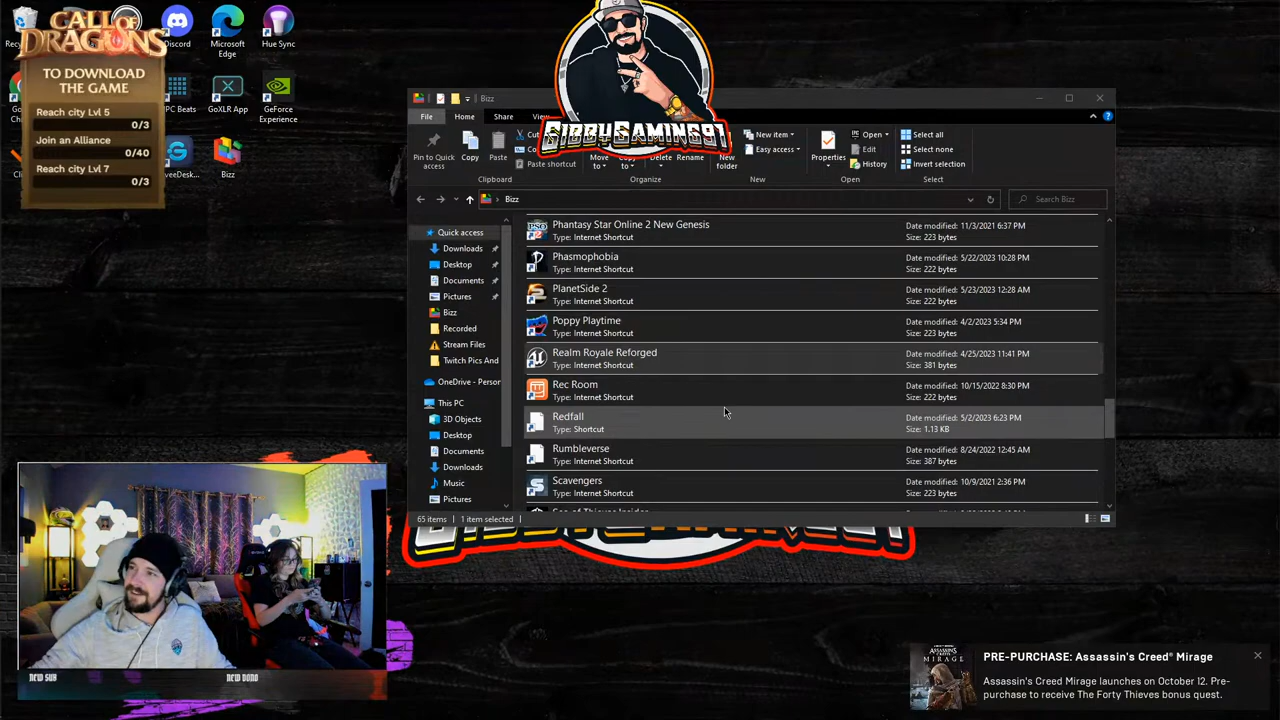 CALL OF
DRAGONS
TO DOWNLOAD
THE GAME
Reach city Lvl 5
0/3
Join an Alliance
0/40
Reach city Lvl 7
0/3
Discord
Microsoft
Edge
Hue Sync
GoXLR App
GeForce
Experience
Bizz
GIBBYGAMING91
Bizz
File
Home
Share
Pin to Quick
access
Copy
Paste
Paste shortcut
Clipboard
Move
to
Delete
Rename
New
folder
Organize
New item
Easy access
New
Properties
Open
Edit
History
Open
Select all
Select none
Invert selection
Select
Bizz
Search Bizz
Quick access
Downloads
Desktop
Documents
Pictures
Bizz
Recorded
Stream Files
Twitch Pics And
OneDrive - Person
This PC
3D Objects
Desktop
Documents
Downloads
Music
Pictures
Phantasy Star Online 2 New Genesis
Type: Internet Shortcut
Date modified: 11/3/2021 6:37 PM
Size: 223 bytes
Phasmophobia
Type: Internet Shortcut
Date modified: 5/22/2023 10:28 PM
Size: 222 bytes
PlanetSide 2
Type: Internet Shortcut
Date modified: 5/23/2023 12:28 AM
Size: 222 bytes
Poppy Playtime
Type: Internet Shortcut
Date modified: 4/2/2023 5:34 PM
Size: 223 bytes
Realm Royale Reforged
Type: Internet Shortcut
Date modified: 4/25/2023 11:41 PM
Size: 381 bytes
Rec Room
Type: Internet Shortcut
Date modified: 10/15/2022 8:30 PM
Size: 222 bytes
Redfall
Type: Shortcut
Date modified: 5/2/2023 6:23 PM
Size: 1.13 KB
Rumbleverse
Type: Internet Shortcut
Date modified: 8/24/2022 12:45 AM
Size: 387 bytes
Scavengers
Type: Internet Shortcut
Date modified: 10/9/2021 2:36 PM
Size: 223 bytes
65 items
1 item selected
NEW SUB
NEW DONO
PRE-PURCHASE: Assassin's Creed® Mirage
Assassin's Creed Mirage launches on October 12. Pre-
purchase to receive The Forty Thieves bonus quest.